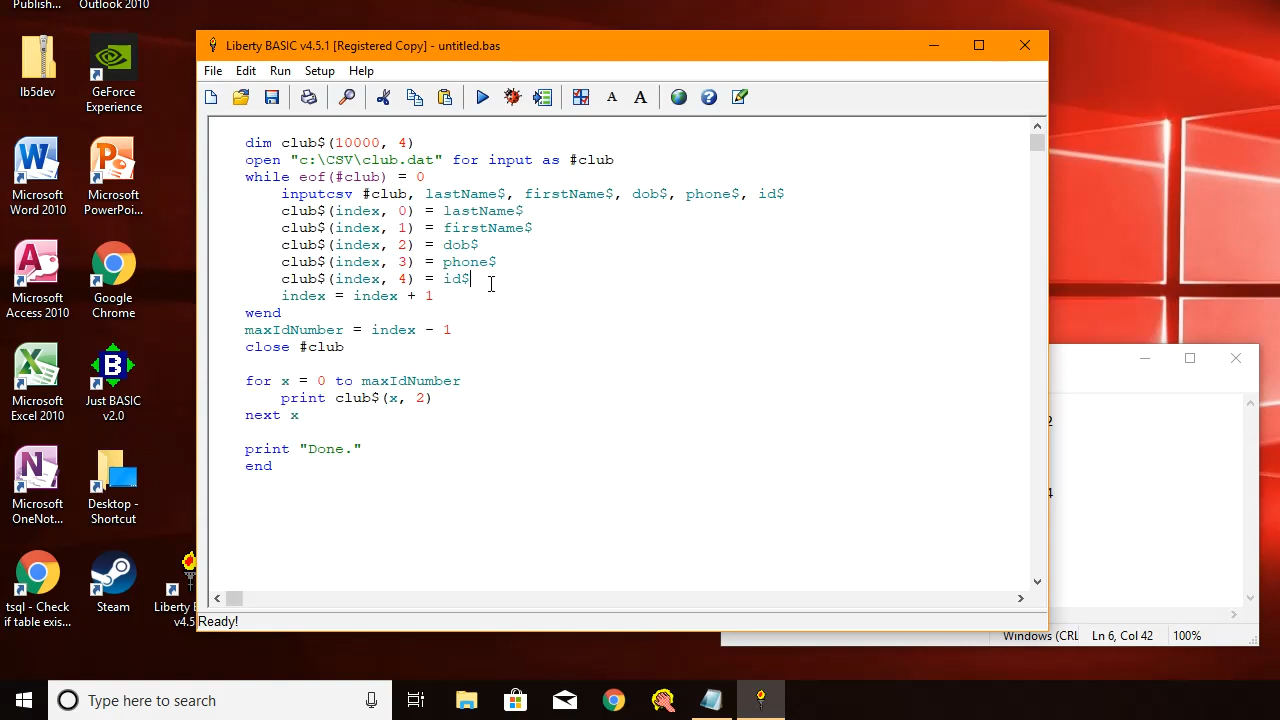 Publish...
Outlook 2010
lb5dev
GeForce
Experience
Microsoft
Word 2010
Microsoft
PowerPoi...
Microsoft
Access 2010
Google
Chrome
Microsoft
Excel 2010
Just BASIC
v2.0
Microsoft
OneNot...
Desktop -
Shortcut
tsql - Check
if table exis...
Steam
Liberty B
v4.5
Liberty BASIC v4.5.1 [Registered Copy] - untitled.bas
File Edit Run Setup Help
dim club$(10000, 4)
open "c:\CSV\club.dat" for input as #club
while eof(#club) = 0
inputcsv #club, lastName$, firstName$, dob$, phone$, id$
club$(index, 0) = lastName$
club$(index, 1) = firstName$
club$(index, 2) = dob$
club$(index, 3) = phone$
club$(index, 4) = id$
index = index + 1
wend
maxIdNumber = index - 1
close #club
for x = 0 to maxIdNumber
print club$(x, 2)
next x
print "Done."
end
Ready!
2
4
Windows (CRL
Ln 6, Col 42
100%
Type here to search